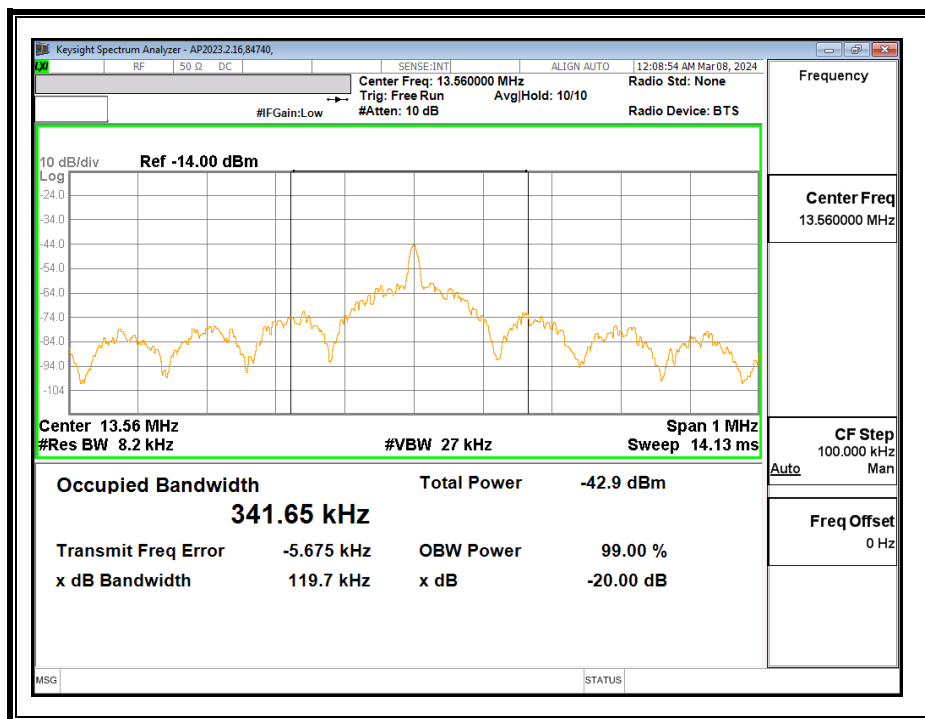 Keysight Spectrum Analyzer - AP2023.2.16,84740,
LXI RF 50 Ω DC SENSE:INT ALIGN AUTO 12:08:54 AM Mar 08, 2024
Center Freq: 13.560000 MHz Radio Std: None
Trig: Free Run Avg|Hold: 10/10
#IFGain:Low #Atten: 10 dB Radio Device: BTS
10 dB/div Ref -14.00 dBm
Log
-24.0
-34.0
-44.0
-54.0
-64.0
-74.0
-84.0
-94.0
-104
Center 13.56 MHz Span 1 MHz
#Res BW 8.2 kHz #VBW 27 kHz Sweep 14.13 ms
Occupied Bandwidth Total Power -42.9 dBm
341.65 kHz
Transmit Freq Error -5.675 kHz OBW Power 99.00 %
x dB Bandwidth 119.7 kHz x dB -20.00 dB
MSG STATUS
Frequency
Center Freq
13.560000 MHz
CF Step
100.000 kHz
Auto Man
Freq Offset
0 Hz